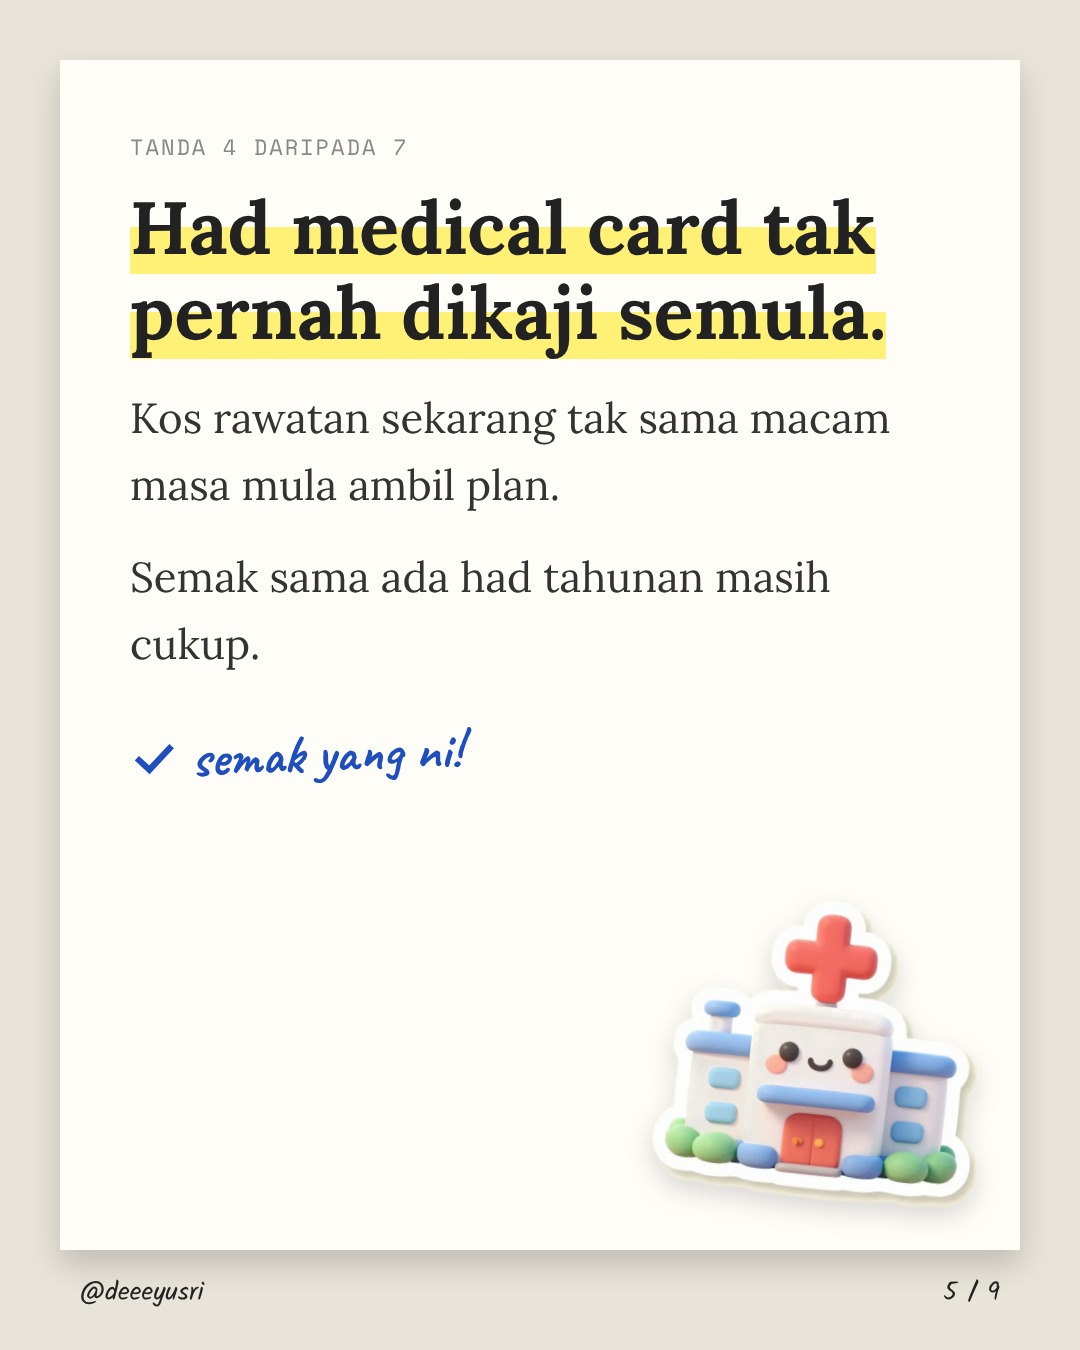 TANDA 4 DARIPADA 7
Had medical card tak
pernah dikaji semula.
Kos rawatan sekarang tak sama macam
masa mula ambil plan.
Semak sama ada had tahunan masih
cukup.
✓ semak yang ni!
@deeeyusri
5 / 9